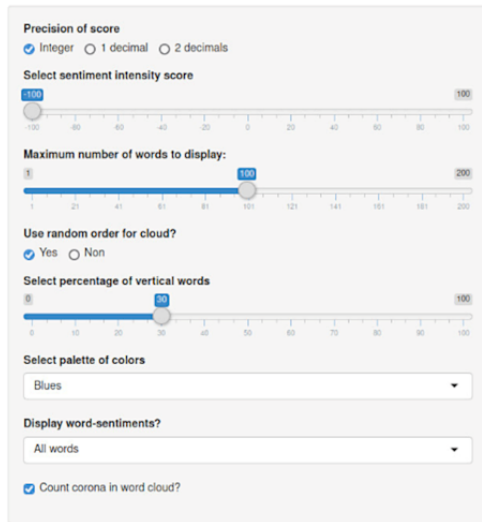 Precision of score
Integer 1 decimal 2 decimals
Select sentiment intensity score
-100 100
-100 -80 -60 -40 -20 0 20 40 60 80 100
Maximum number of words to display:
1 100 200
1 21 41 61 81 101 121 141 161 181 200
Use random order for cloud?
Yes Non
Select percentage of vertical words
0 30 100
0 10 20 30 40 50 60 70 80 90 100
Select palette of colors
Blues
Display word-sentiments?
All words
Count corona in word cloud?